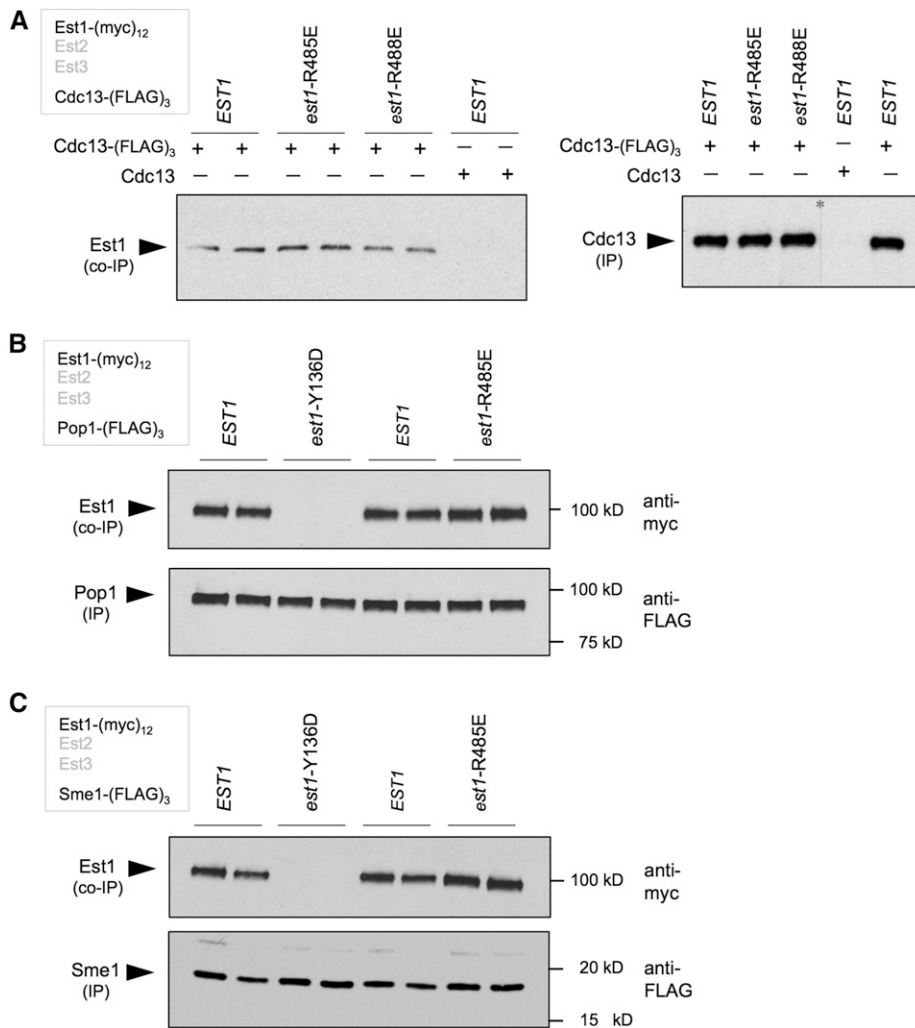 A
Est1-(myc)12
Est2
Est3
Cdc13-(FLAG)3
EST1
est1-R485E
est1-R488E
EST1
Cdc13-(FLAG)3 + + + + + + – –
Cdc13 – – – – – – + +
Est1
(co-IP)
EST1
est1-R485E
est1-R488E
EST1
EST1
Cdc13-(FLAG)3 + + + – +
Cdc13 – – – + –
*
Cdc13
(IP)
B
Est1-(myc)12
Est2
Est3
Pop1-(FLAG)3
EST1
est1-Y136D
EST1
est1-R485E
Est1
(co-IP)
100 kD
anti-
myc
Pop1
(IP)
100 kD
75 kD
anti-
FLAG
C
Est1-(myc)12
Est2
Est3
Sme1-(FLAG)3
EST1
est1-Y136D
EST1
est1-R485E
Est1
(co-IP)
100 kD
anti-
myc
Sme1
(IP)
20 kD
15 kD
anti-
FLAG